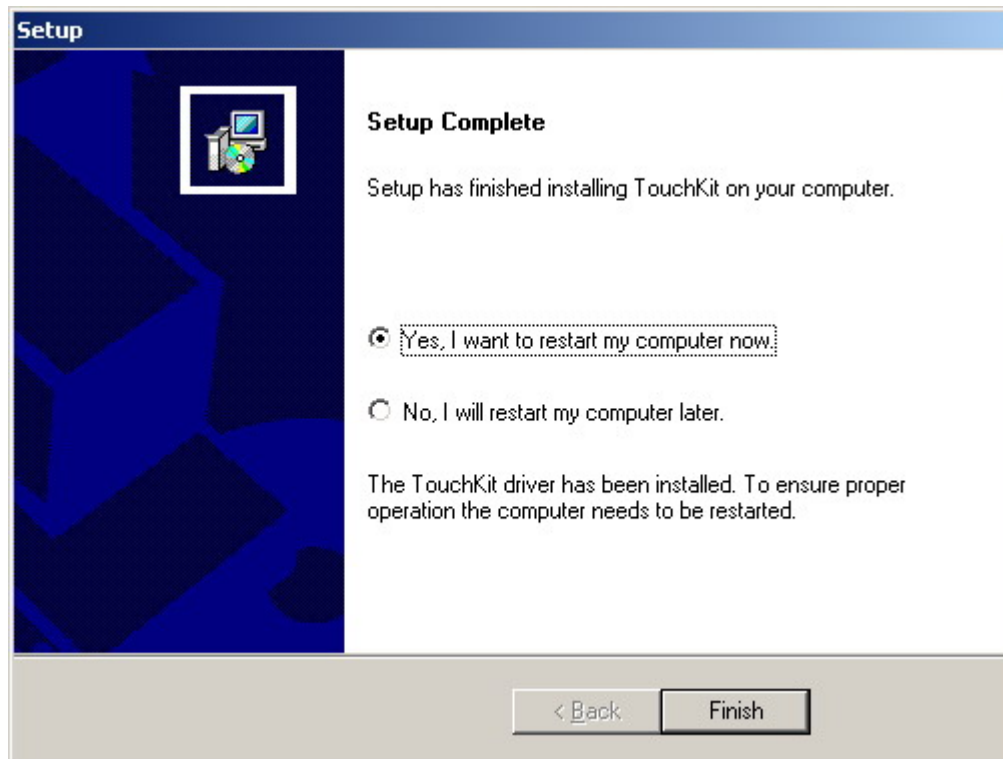 Setup
Setup Complete
Setup has finished installing TouchKit on your computer.
Yes, I want to restart my computer now.
No, I will restart my computer later.
The TouchKit driver has been installed. To ensure proper
operation the computer needs to be restarted.
< Back
Finish